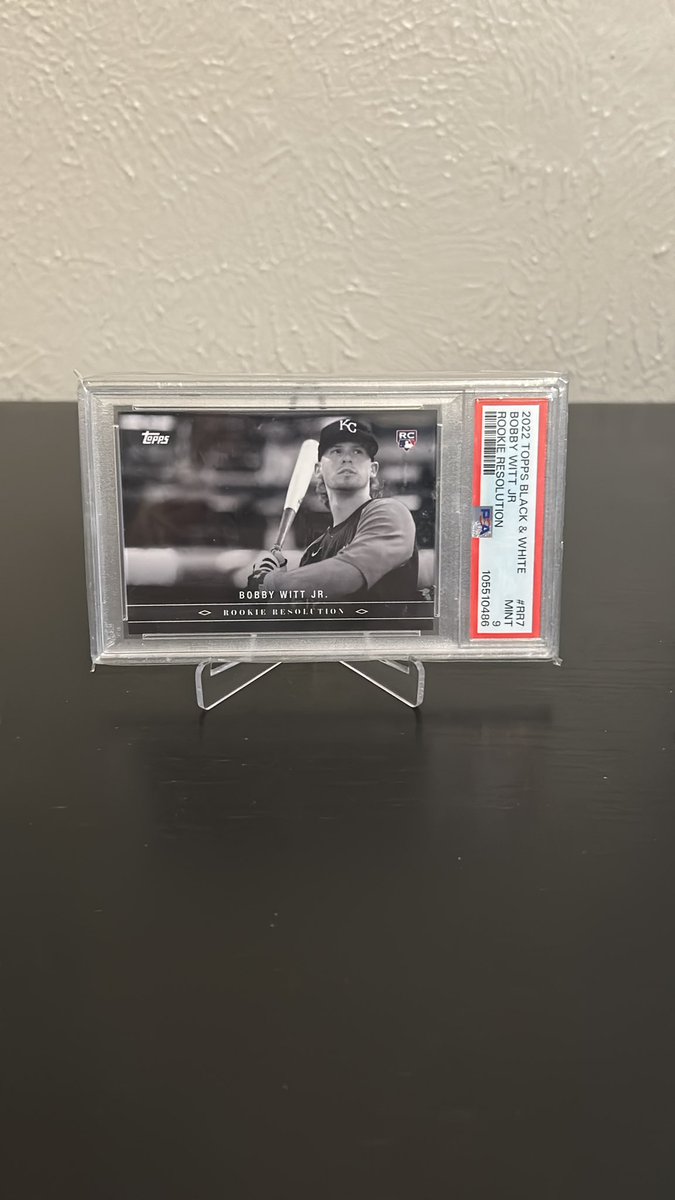 Topps
KC
RC
BOBBY WITT JR.
ROOKIE RESOLUTION
2022 TOPPS BLACK & WHITE #RR7
BOBBY WITT JR MINT
ROOKIE RESOLUTION 9
PSA
105510486